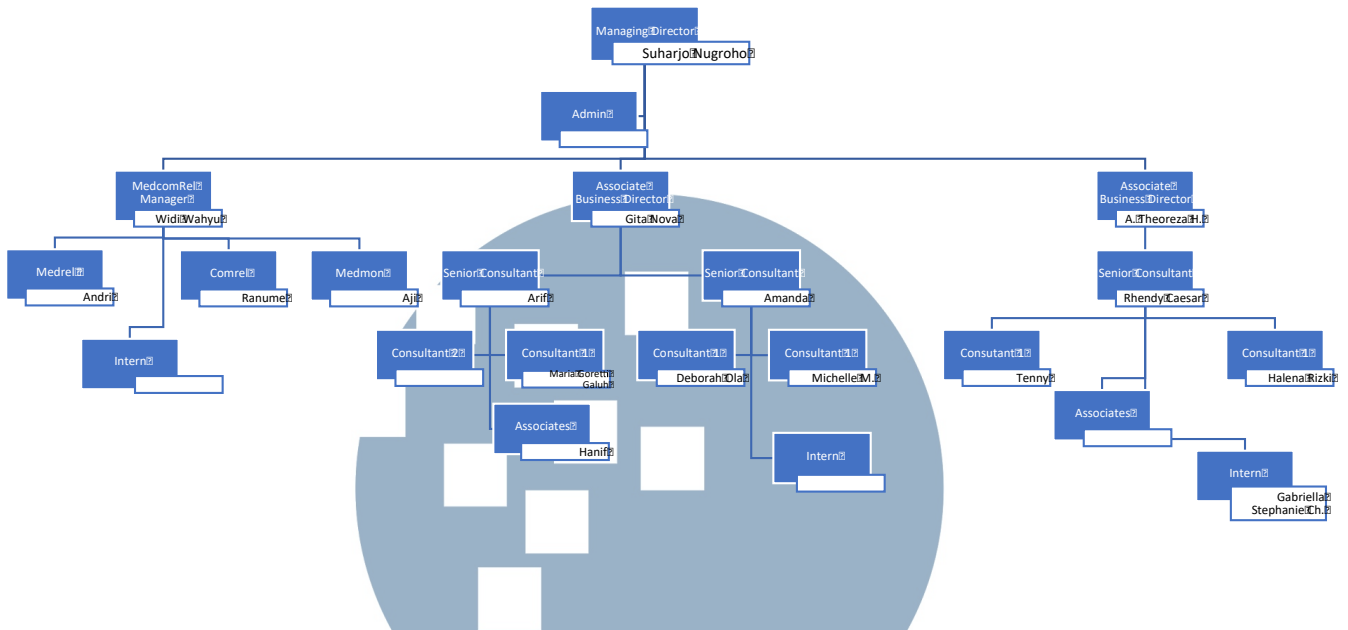 Managing Director
Suharjo Nugroho
Admin
MedcomRel
Manager
Widi Wahyu
Associate
Business Director
Gita Nova
Associate
Business Director
A. Theoreza H.
Medrel
Andri
Comrel
Ranume
Medmon
Aji
Senior Consultant
Arif
Senior Consultant
Amanda
Senior Consultant
Rhendy Caesar
Intern
Consultant 2
Consultant 1
Maria Goretti
Galuh
Consultant 1
Deborah Ola
Consultant 1
Michelle M.
Consutant 1
Tenny
Consultant 1
Halena Rizki
Associates
Hanif
Associates
Intern
Intern
Gabriella
Stephanie Ch.